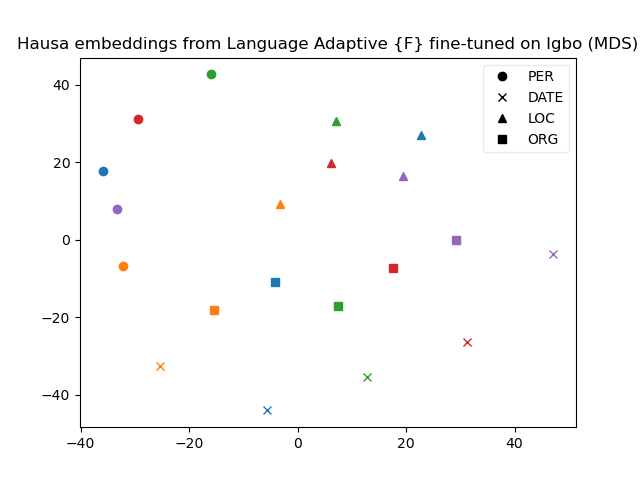 Hausa embeddings from Language Adaptive {F} fine-tuned on Igbo (MDS)
PER
DATE
LOC
ORG
40
20
0
−20
−40
−40
−20
0
20
40